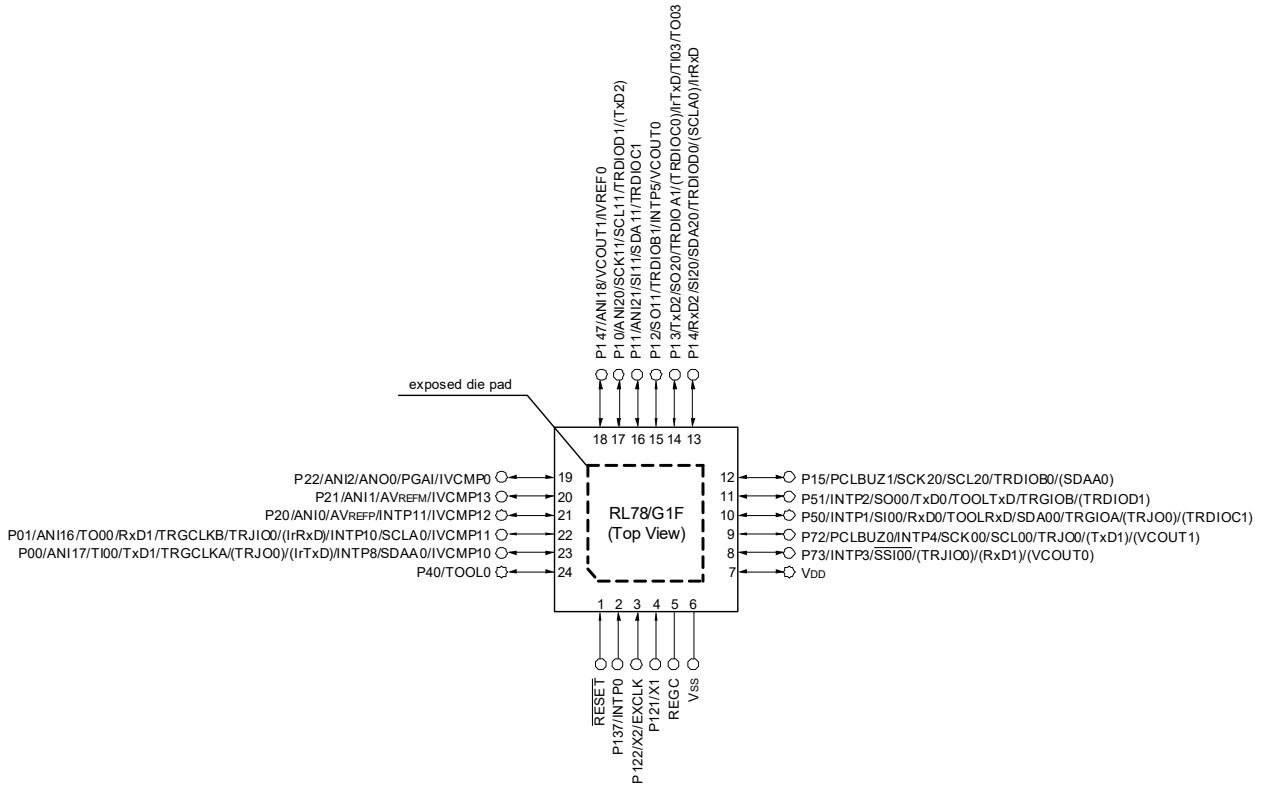 P147/ANI18/VCOUT1/IVREF0
P10/ANI20/SCK11/SCL11/TRDIOD1/(TxD2)
P11/ANI21/SI11/SDA11/TRDIOC1
P12/SO11/TRDIOB1/INTP5/VCOUT0
P13/TxD2/SO20/TRDIOA1/(TRDIOC0)/IrTxD/TI03/TO03
P14/RxD2/SI20/SDA20/TRDIOD0/(SCLA0)/IrRxD
exposed die pad
18 17 16 15 14 13
P22/ANI2/ANO0/PGAI/IVCMP0 19
P21/ANI1/AVREFM/IVCMP13 20
P20/ANI0/AVREFP/INTP11/IVCMP12 21
P01/ANI16/TO00/RxD1/TRGCLKB/TRJIO0/(IrRxD)/INTP10/SCLA0/IVCMP11 22
P00/ANI17/TI00/TxD1/TRGCLKA/(TRJO0)/(IrTxD)/INTP8/SDAA0/IVCMP10 23
P40/TOOL0 24
RL78/G1F
(Top View)
12 P15/PCLBUZ1/SCK20/SCL20/TRDIOB0/(SDAA0)
11 P51/INTP2/SO00/TxD0/TOOLTxD/TRGIOB/(TRDIOD1)
10 P50/INTP1/SI00/RxD0/TOOLRxD/SDA00/TRGIOA/(TRJO0)/(TRDIOC1)
9 P72/PCLBUZ0/INTP4/SCK00/SCL00/TRJO0/(TxD1)/(VCOUT1)
8 P73/INTP3/SSI00/(TRJIO0)/(RxD1)/(VCOUT0)
7 VDD
1 2 3 4 5 6
RESET
P137/INTP0
P122/X2/EXCLK
P121/X1
REGC
VSS